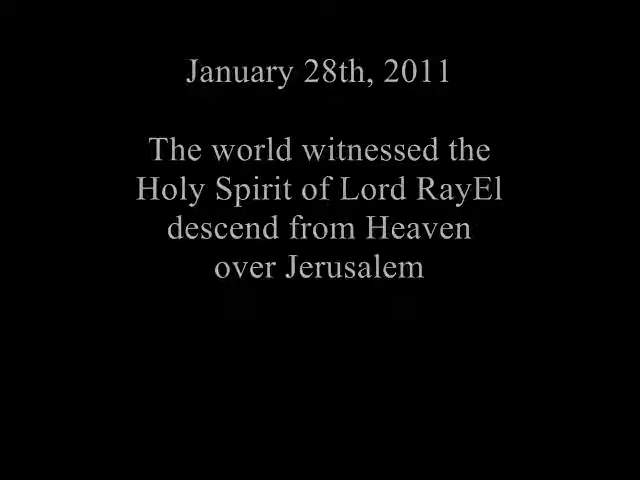 January 28th, 2011
The world witnessed the
Holy Spirit of Lord RayEl
descend from Heaven
over Jerusalem